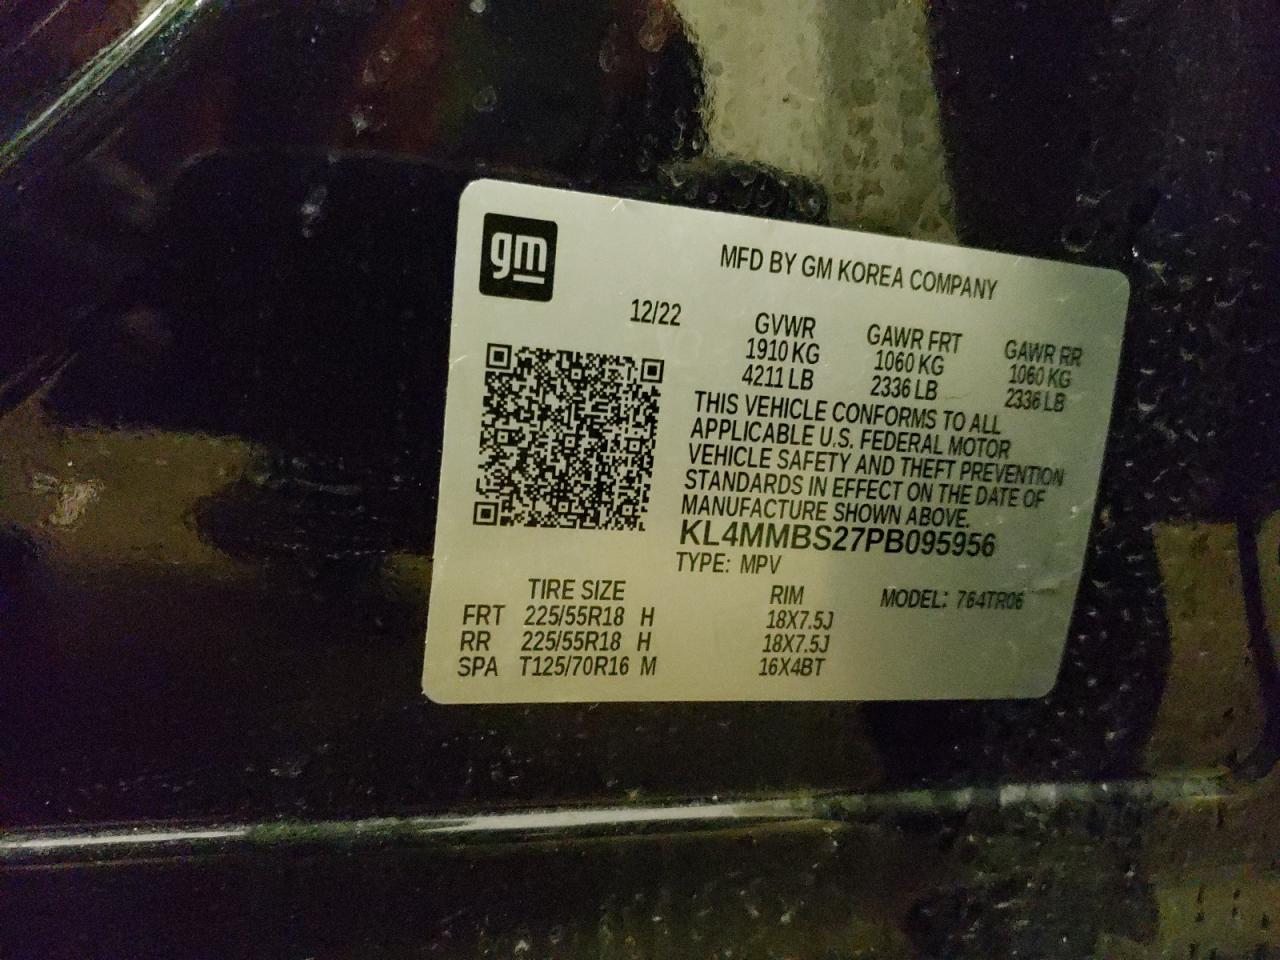 gm
MFD BY GM KOREA COMPANY
12/22
GVWR GAWR FRT GAWR RR
1910 KG 1060 KG 1060 KG
4211 LB 2336 LB 2336 LB
THIS VEHICLE CONFORMS TO ALL
APPLICABLE U.S. FEDERAL MOTOR
VEHICLE SAFETY AND THEFT PREVENTION
STANDARDS IN EFFECT ON THE DATE OF
MANUFACTURE SHOWN ABOVE.
KL4MMBS27PB095956
TYPE: MPV
TIRE SIZE RIM MODEL: 764TR06
FRT 225/55R18 H 18X7.5J
RR 225/55R18 H 18X7.5J
SPA T125/70R16 M 16X4BT